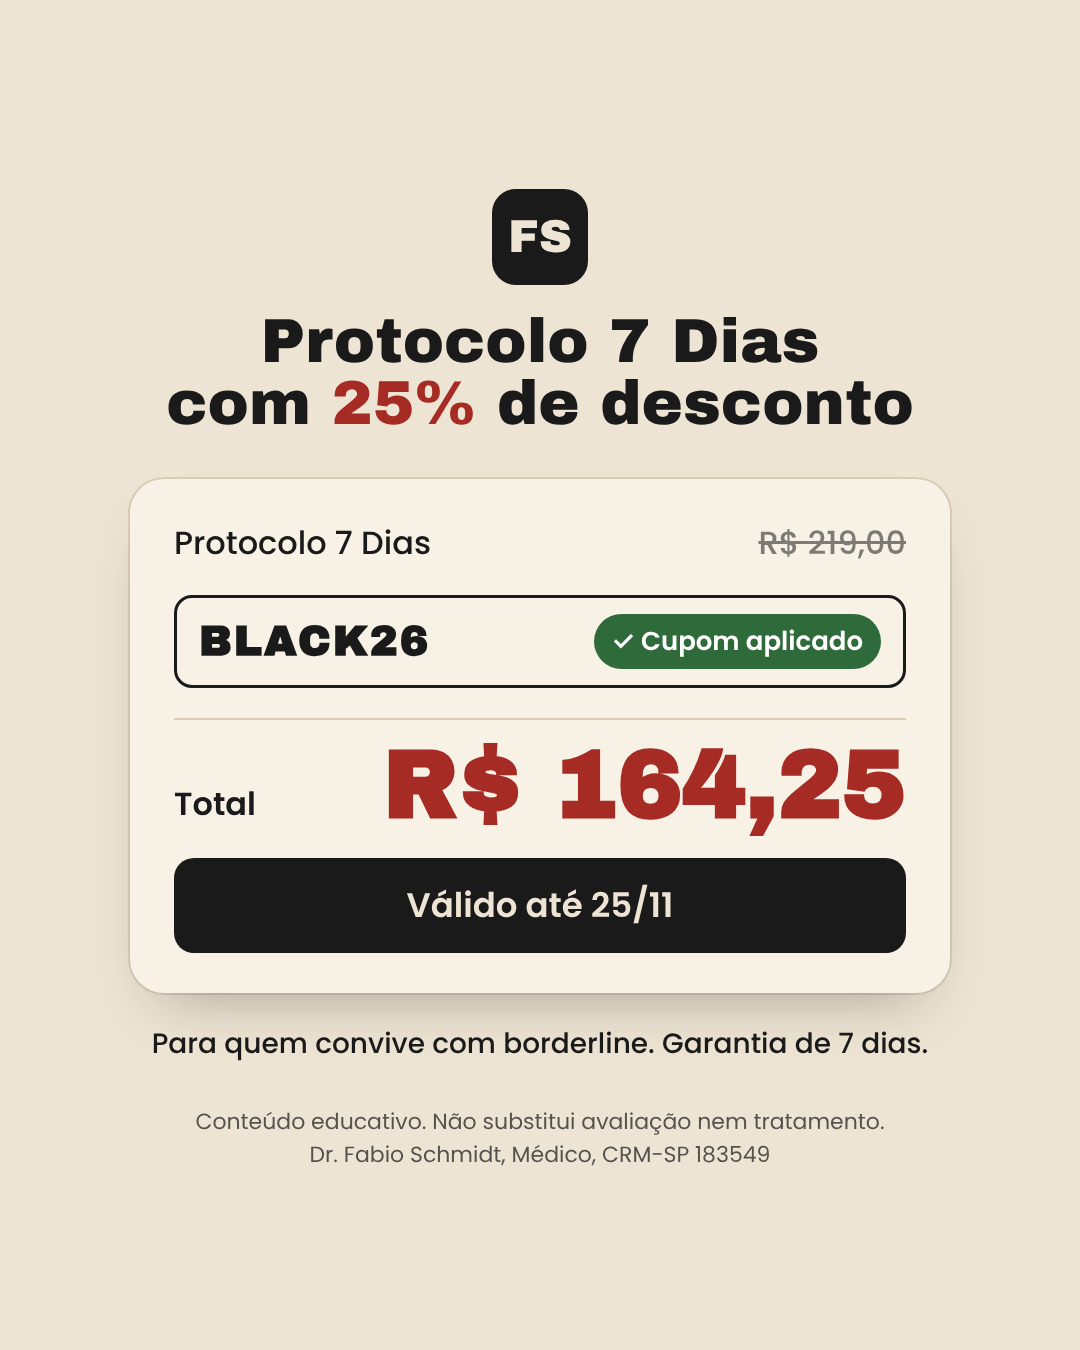 FS
Protocolo 7 Dias
com 25% de desconto
Protocolo 7 Dias R$ 219,00
BLACK26 ✓ Cupom aplicado
Total R$ 164,25
Válido até 25/11
Para quem convive com borderline. Garantia de 7 dias.
Conteúdo educativo. Não substitui avaliação nem tratamento.
Dr. Fabio Schmidt, Médico, CRM-SP 183549